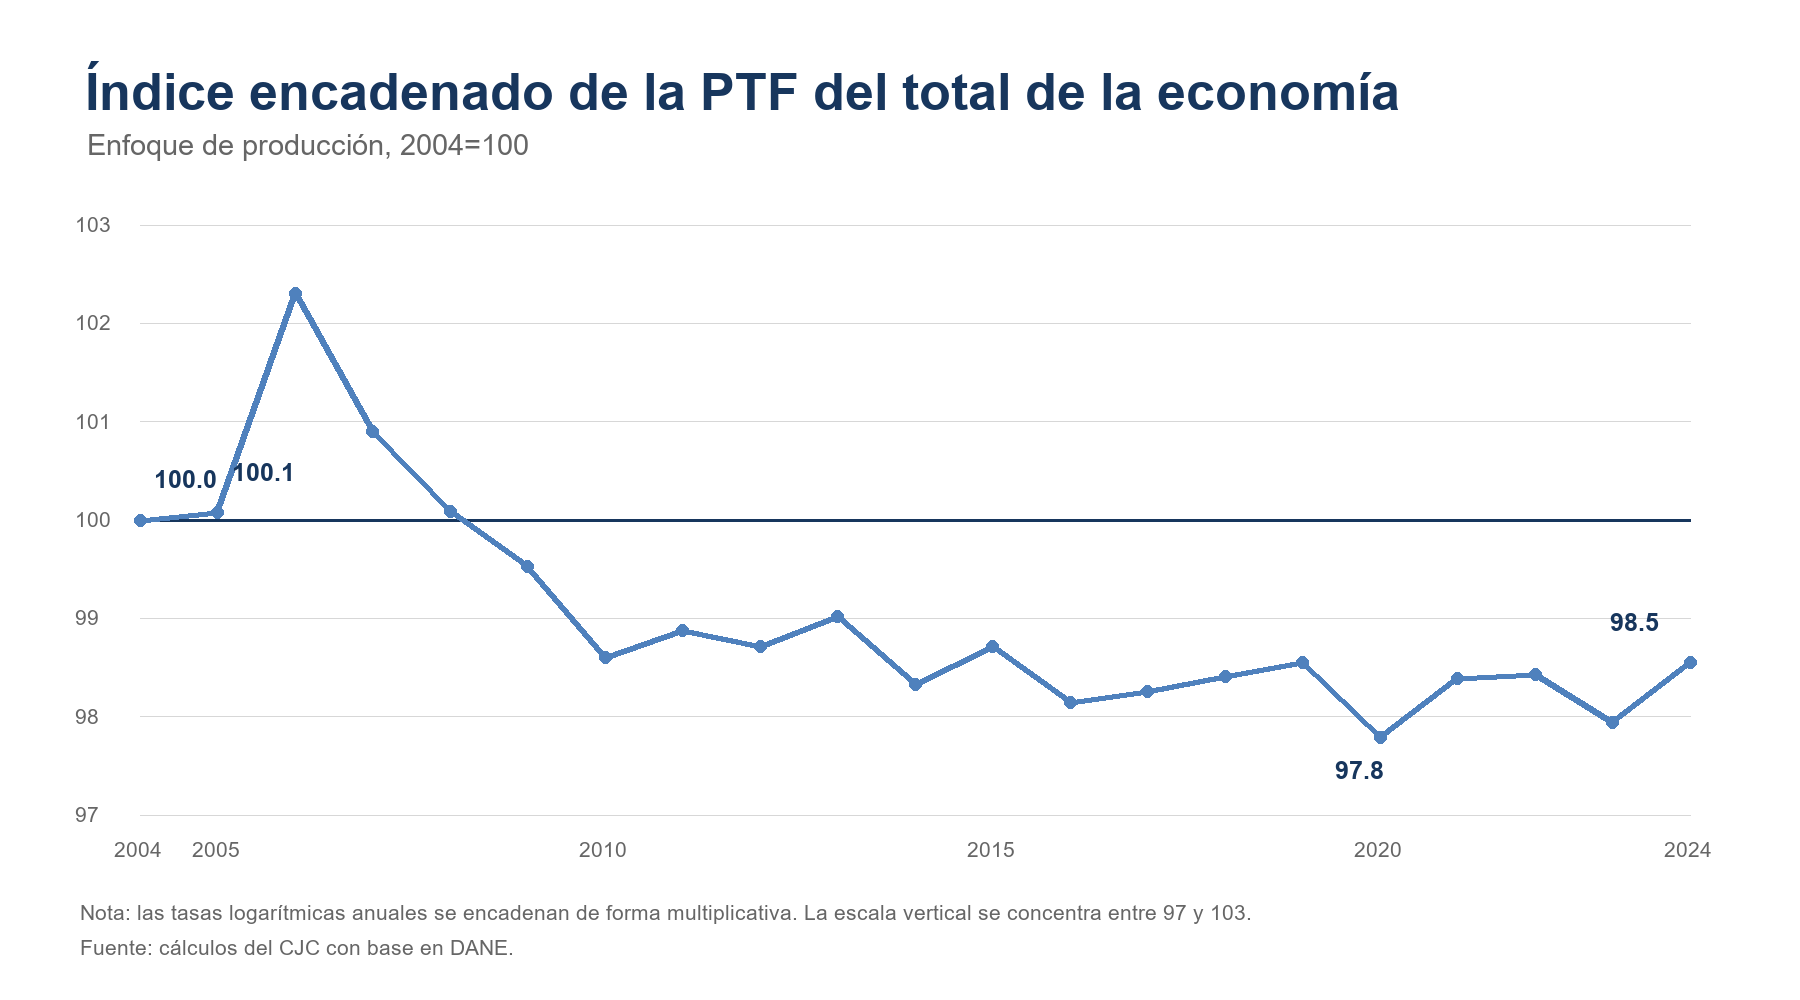 Índice encadenado de la PTF del total de la economía
Enfoque de producción, 2004=100
103
102
101
100.0 100.1
100
99
98.5
98
97.8
97
2004 2005 2010 2015 2020 2024
Nota: las tasas logarítmicas anuales se encadenan de forma multiplicativa. La escala vertical se concentra entre 97 y 103.
Fuente: cálculos del CJC con base en DANE.